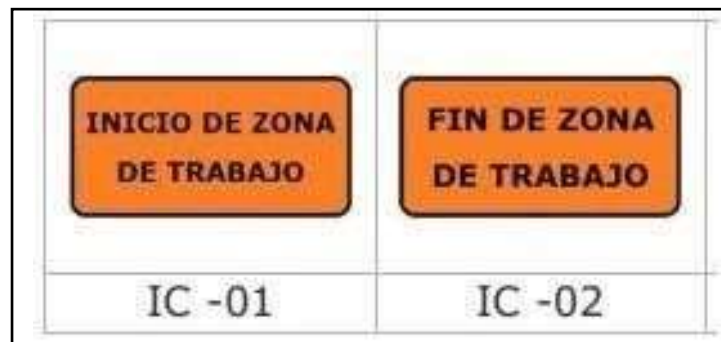 INICIO DE ZONA
DE TRABAJO
FIN DE ZONA
DE TRABAJO
IC -01
IC -02